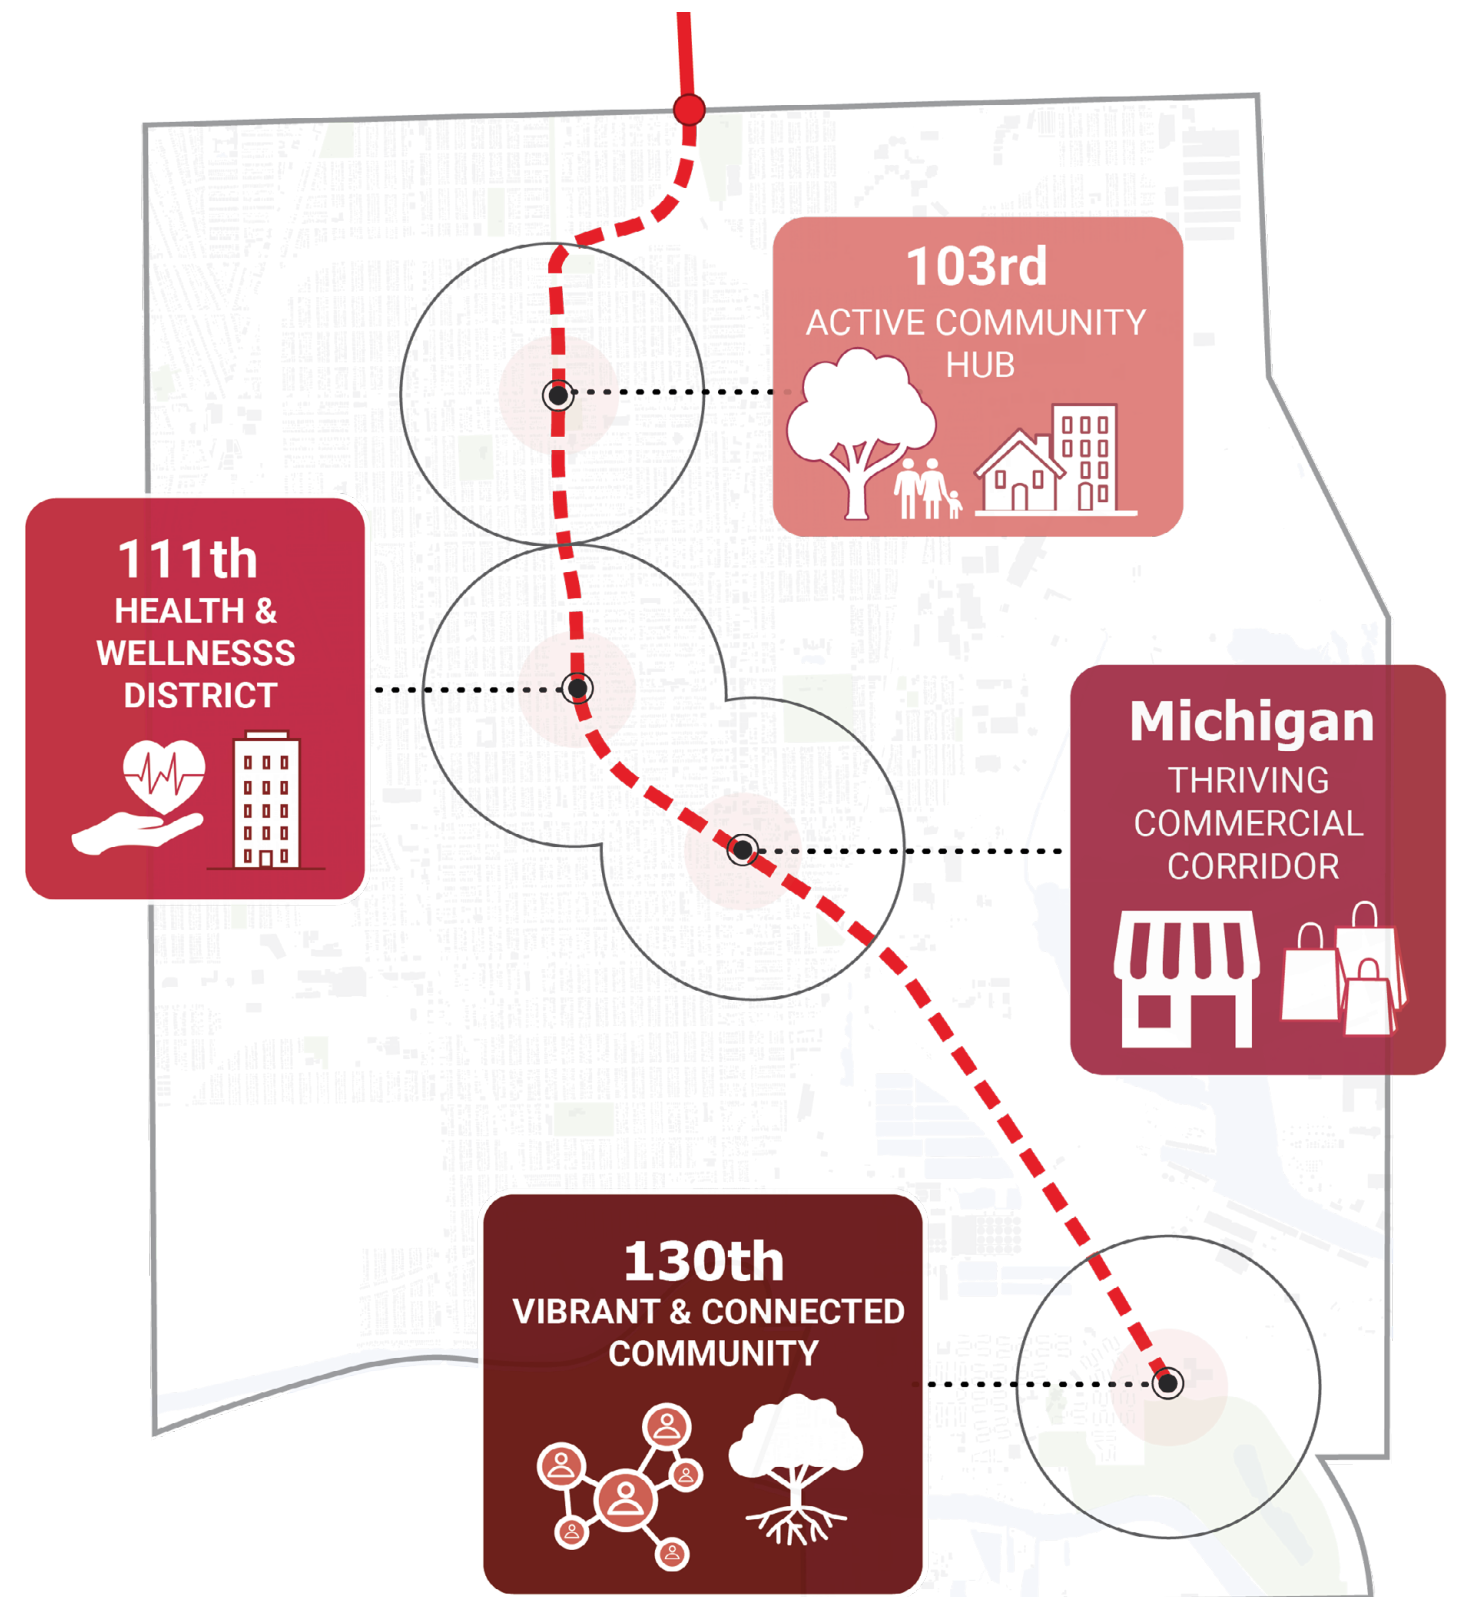 103rd
ACTIVE COMMUNITY
HUB
111th
HEALTH &
WELLNESSS
DISTRICT
Michigan
THRIVING
COMMERCIAL
CORRIDOR
130th
VIBRANT & CONNECTED
COMMUNITY